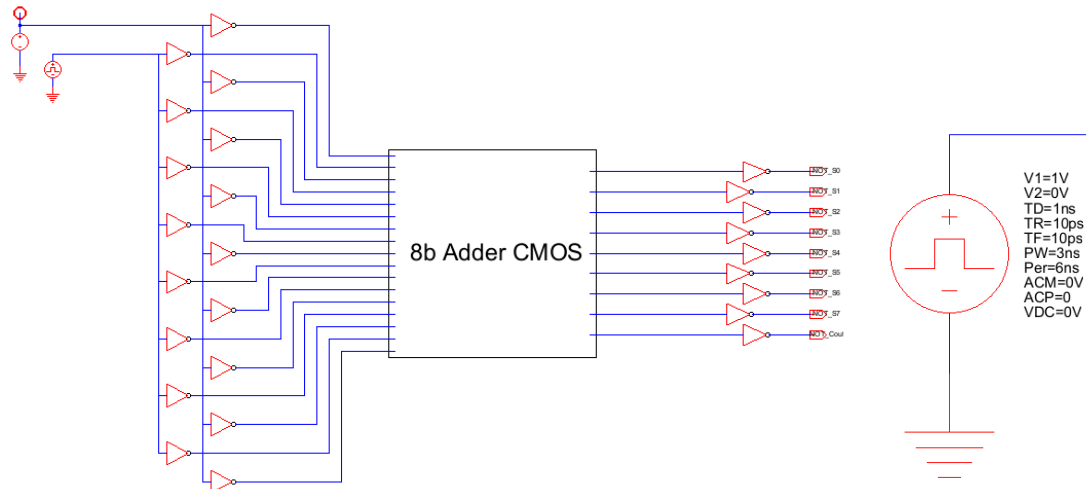 8b Adder CMOS
NOT_S0
NOT_S1
NOT_S2
NOT_S3
NOT_S4
NOT_S5
NOT_S6
NOT_S7
NOT_Cout
V1=1V
V2=0V
TD=1ns
TR=10ps
TF=10ps
PW=3ns
Per=6ns
ACM=0V
ACP=0
VDC=0V